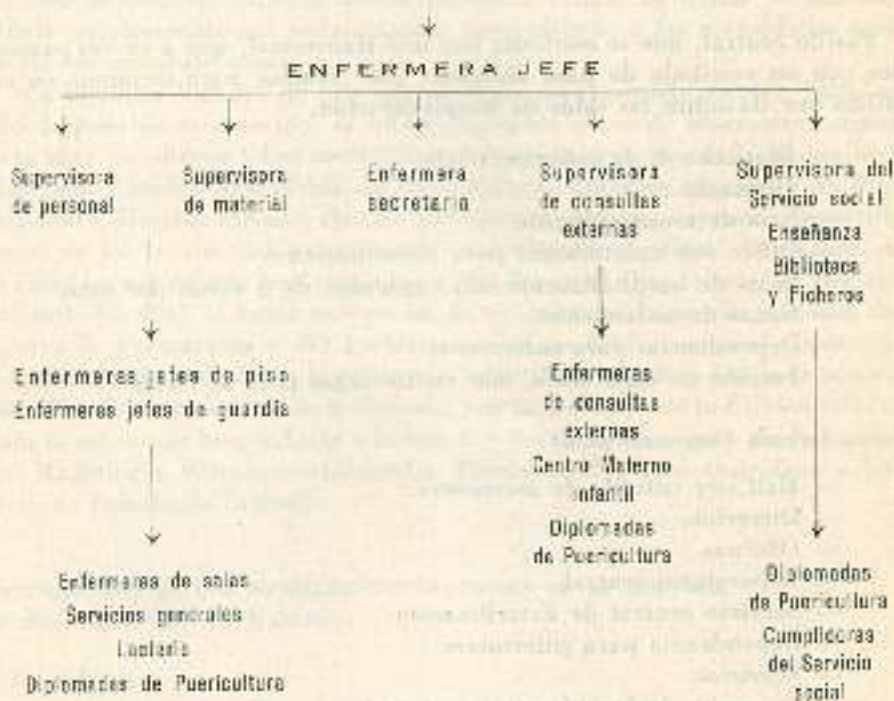 ENFERMERA JEFE
Supervisora
de personal
Supervisora
de material
Enfermera
secretaria
Supervisora
de consultas
externas
Supervisora del
Servicio social
Enseñanza
Biblioteca
y Ficheros
Enfermeras jefes de piso
Enfermeras jefes de guardia
Enfermeras
de consultas
externas
Centro Materno
infantil
Diplomadas
de Puericultura
Enfermeras de salas
Servicios generales
Lactario
Diplomadas de Puericultura
Diplomadas
de Puericultura
Cumplidoras
del Servicio
social